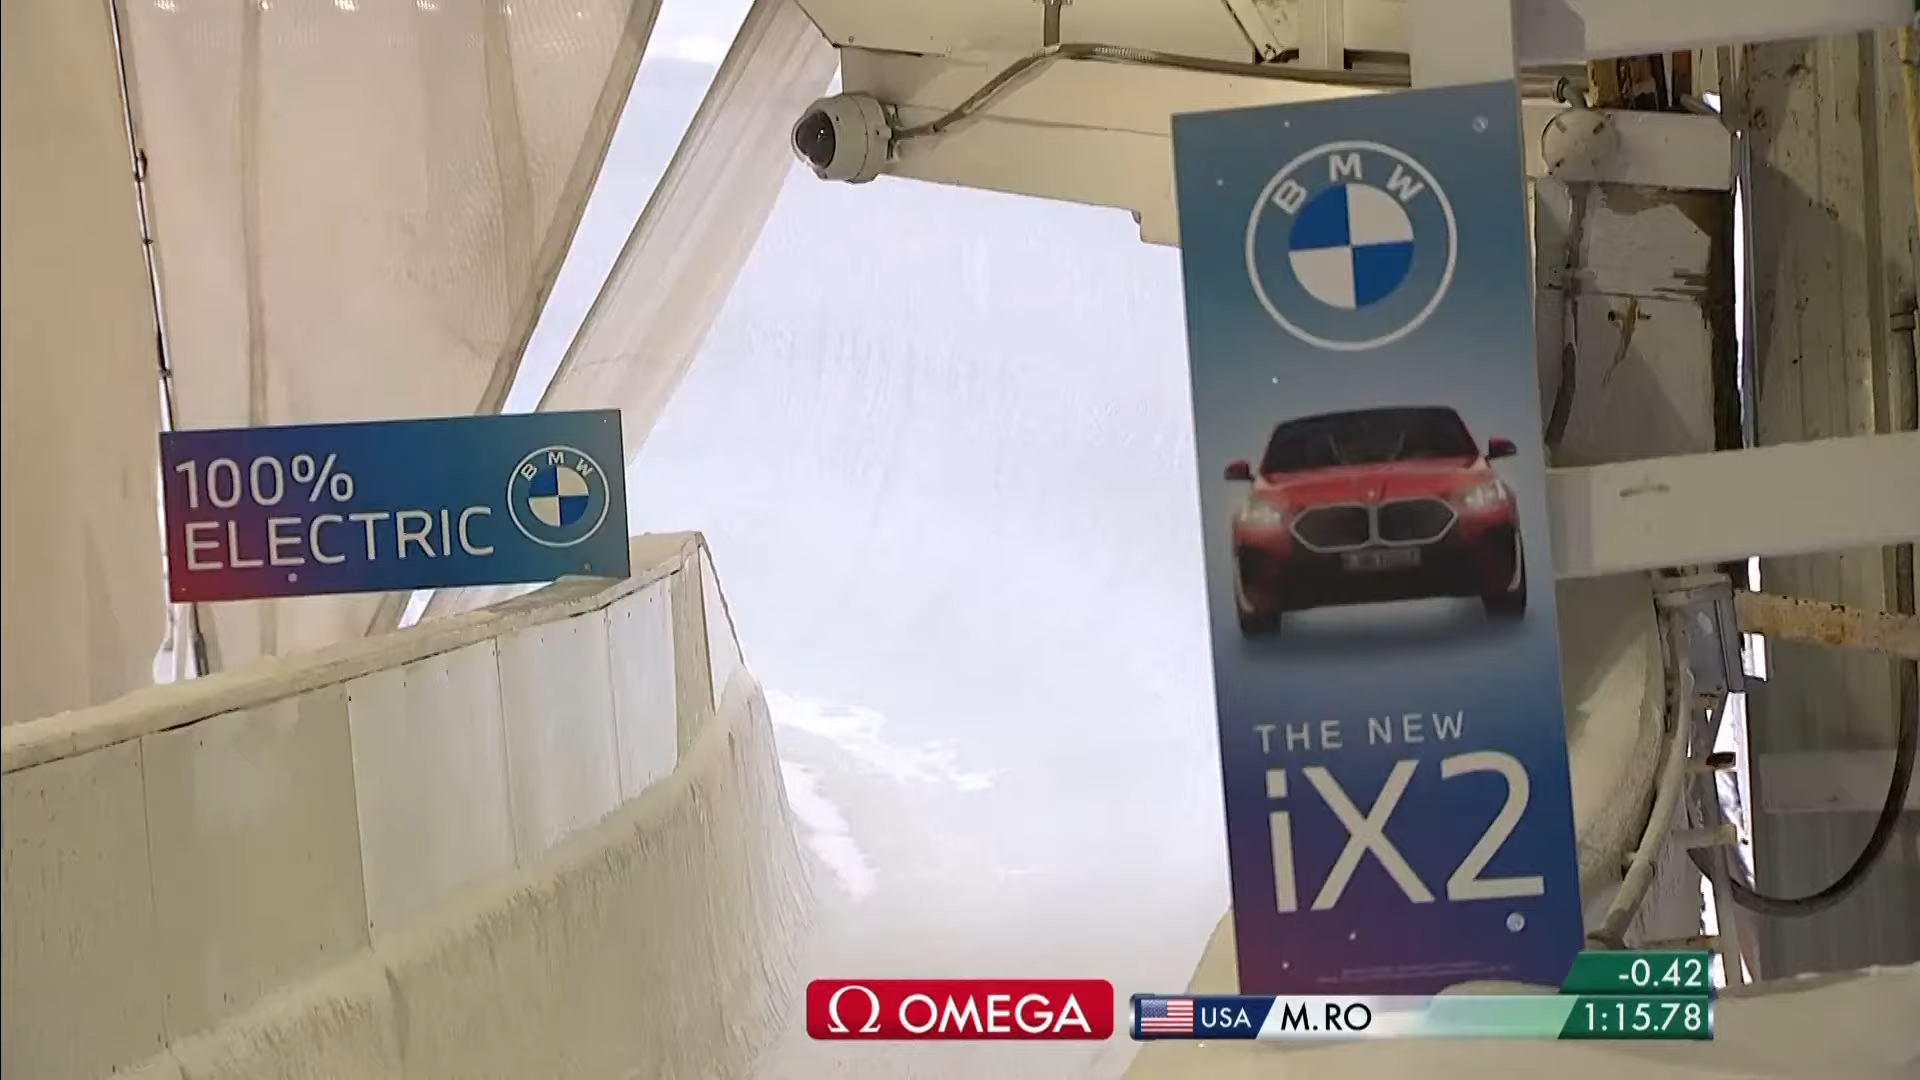 100%
ELECTRIC
BMW
BMW
THE NEW
iX2
Ω OMEGA
-0.42
USA M.RO 1:15.78